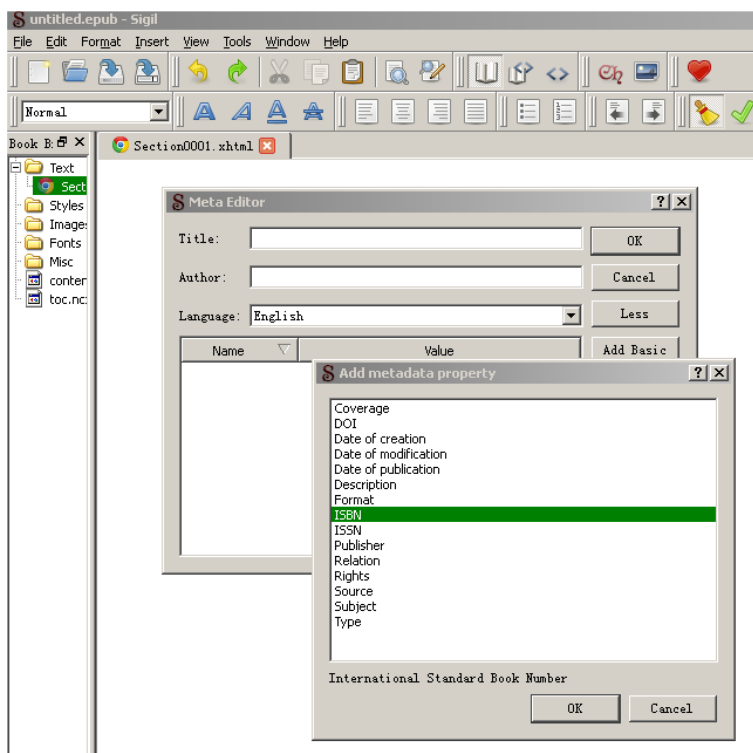 untitled.epub - Sigil
File Edit Format Insert View Tools Window Help
Normal
Book B:
Section0001.xhtml
Text
Sect
Styles
Images
Fonts
Misc
conten
toc.nc
Meta Editor
Title:
OK
Author:
Cancel
Language: English
Less
Name Value Add Basic
Add metadata property
Coverage
DOI
Date of creation
Date of modification
Date of publication
Description
Format
ISBN
ISSN
Publisher
Relation
Rights
Source
Subject
Type
International Standard Book Number
OK Cancel